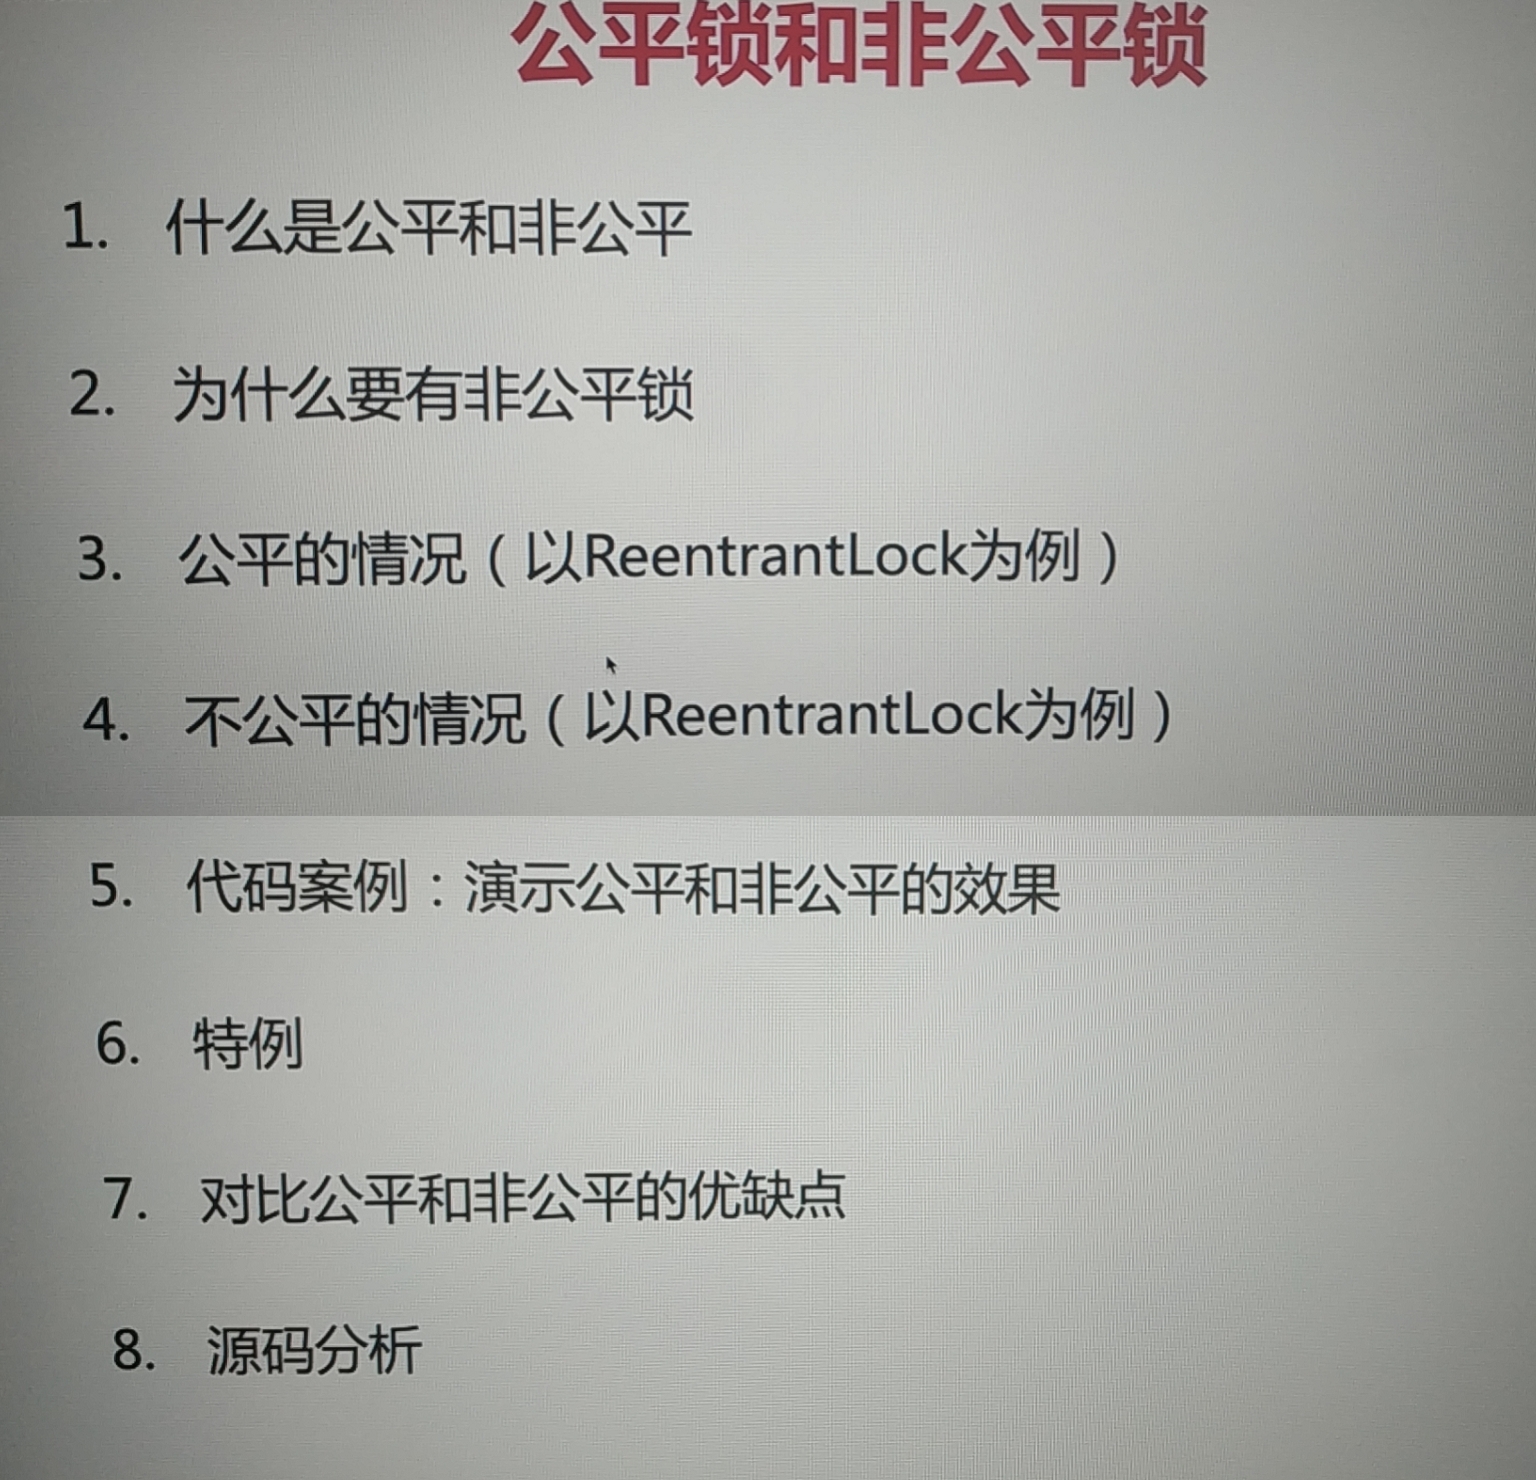 公平锁和非公平锁
1. 什么是公平和非公平
2. 为什么要有非公平锁
3. 公平的情况（以ReentrantLock为例）
4. 不公平的情况（以ReentrantLock为例）
5. 代码案例：演示公平和非公平的效果
6. 特例
7. 对比公平和非公平的优缺点
8. 源码分析